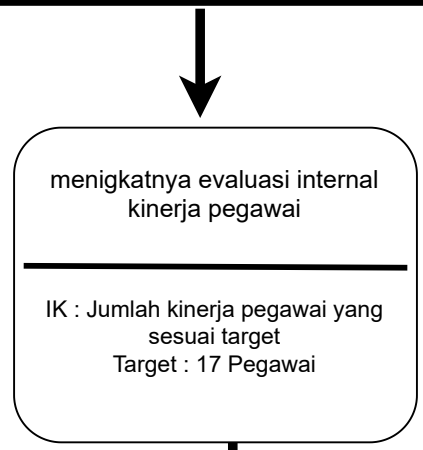 menigkatnya evaluasi internal
kinerja pegawai
IK : Jumlah kinerja pegawai yang
sesuai target
Target : 17 Pegawai